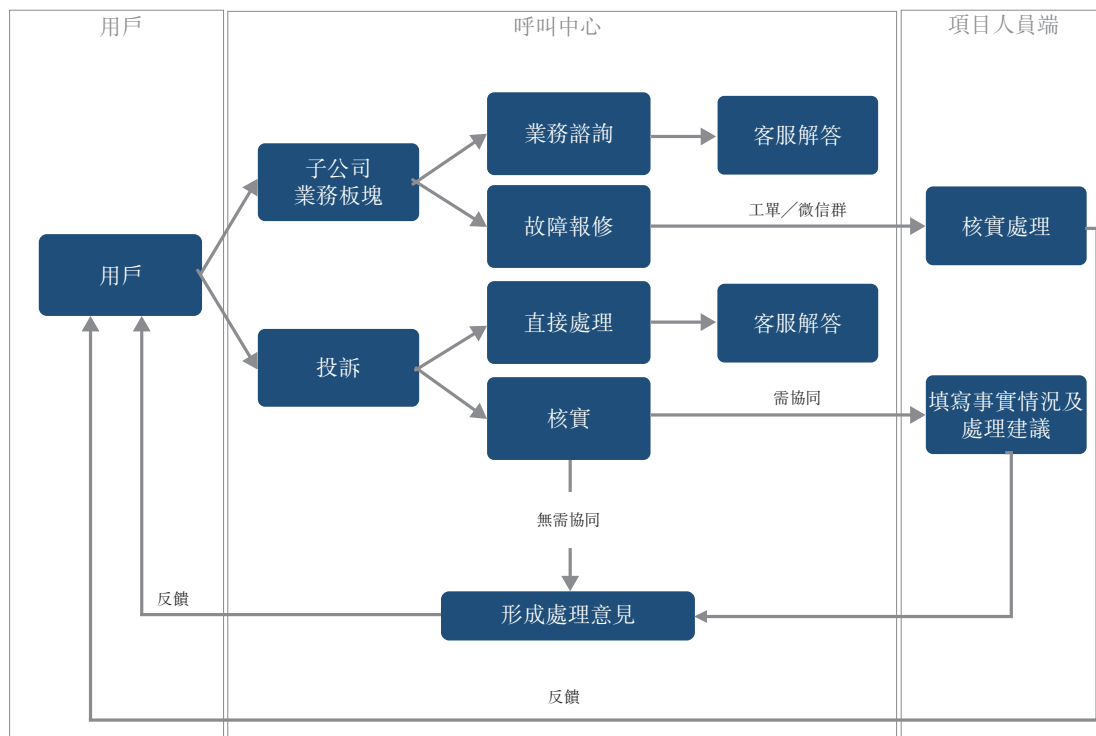 用戶
呼叫中心
項目人員端
業務諮詢
客服解答
子公司
業務板塊
故障報修
工單／微信群
核實處理
用戶
直接處理
客服解答
投訴
核實
需協同
填寫事實情況及
處理建議
無需協同
反饋
形成處理意見
反饋